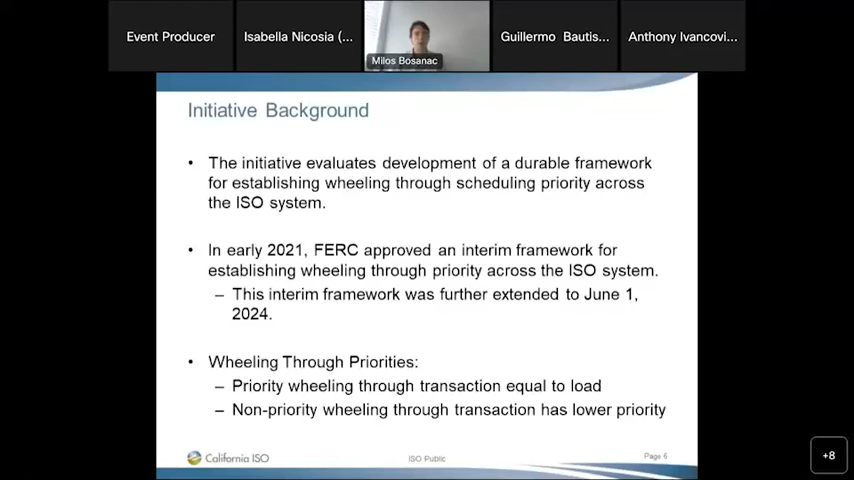 Event Producer
Isabella Nicosia (...
Milos Bosanac
Guillermo Bautis...
Anthony Ivancovi...
Initiative Background
• The initiative evaluates development of a durable framework
for establishing wheeling through scheduling priority across
the ISO system.
• In early 2021, FERC approved an interim framework for
establishing wheeling through priority across the ISO system.
– This interim framework was further extended to June 1,
2024.
• Wheeling Through Priorities:
– Priority wheeling through transaction equal to load
– Non-priority wheeling through transaction has lower priority
California ISO
ISO Public
Page 6
+8